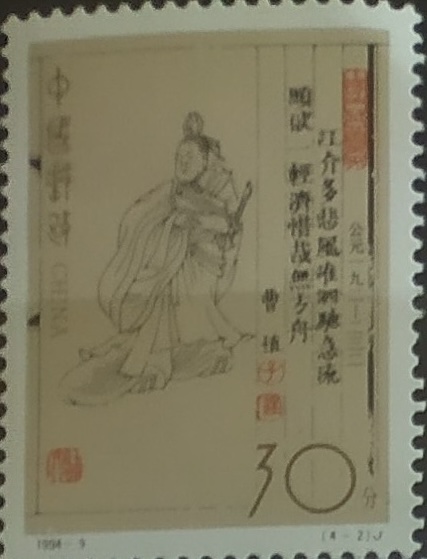 公元一九二—二三二
江介多悲風淮泗馳急流
願欲一輕濟惜哉無方舟
曹植
中國郵政 CHINA
30分
1994-9
(4-2)J